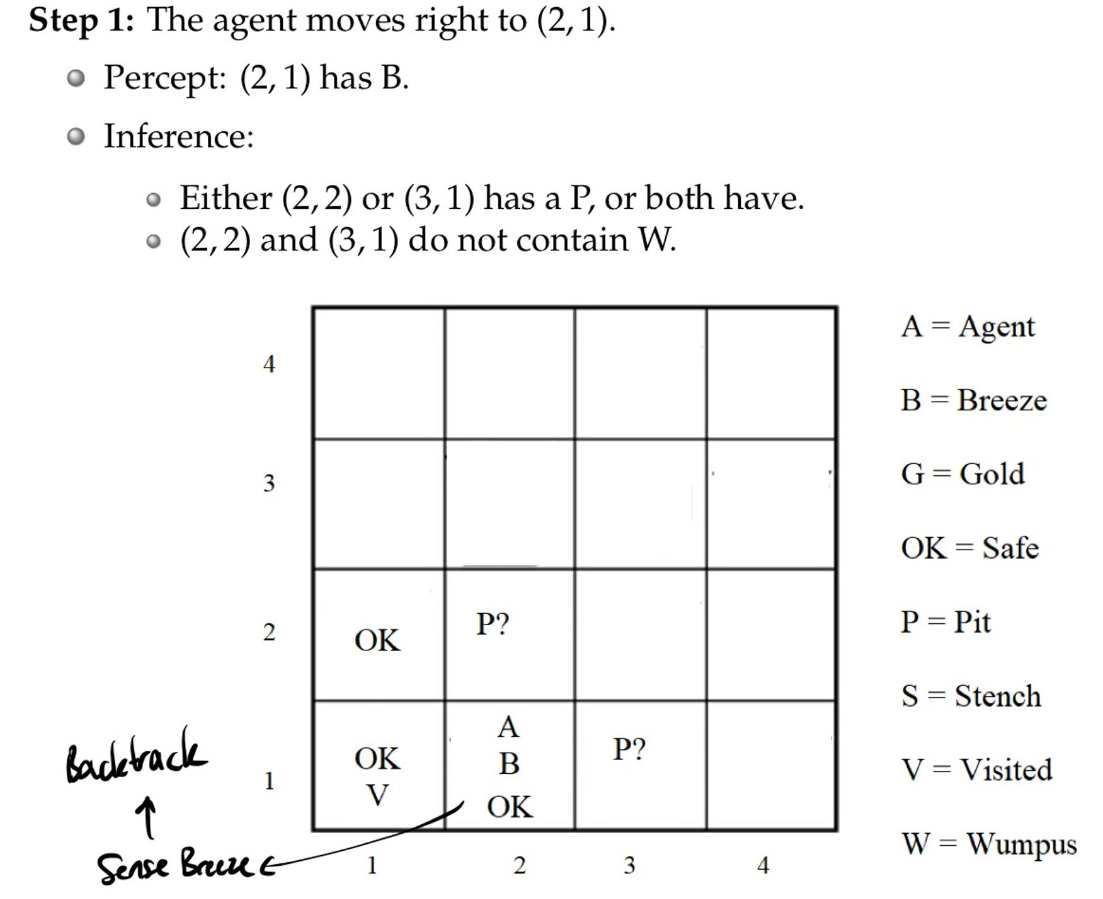 Step 1: The agent moves right to (2, 1).
Percept: (2, 1) has B.
Inference:
Either (2, 2) or (3, 1) has a P, or both have.
(2, 2) and (3, 1) do not contain W.
A = Agent
4
B = Breeze
G = Gold
3
OK = Safe
P = Pit
2
OK
P?
S = Stench
A
Backtrack
OK
B
P?
V = Visited
1
V
OK
W = Wumpus
Sense Breeze
1
2
3
4